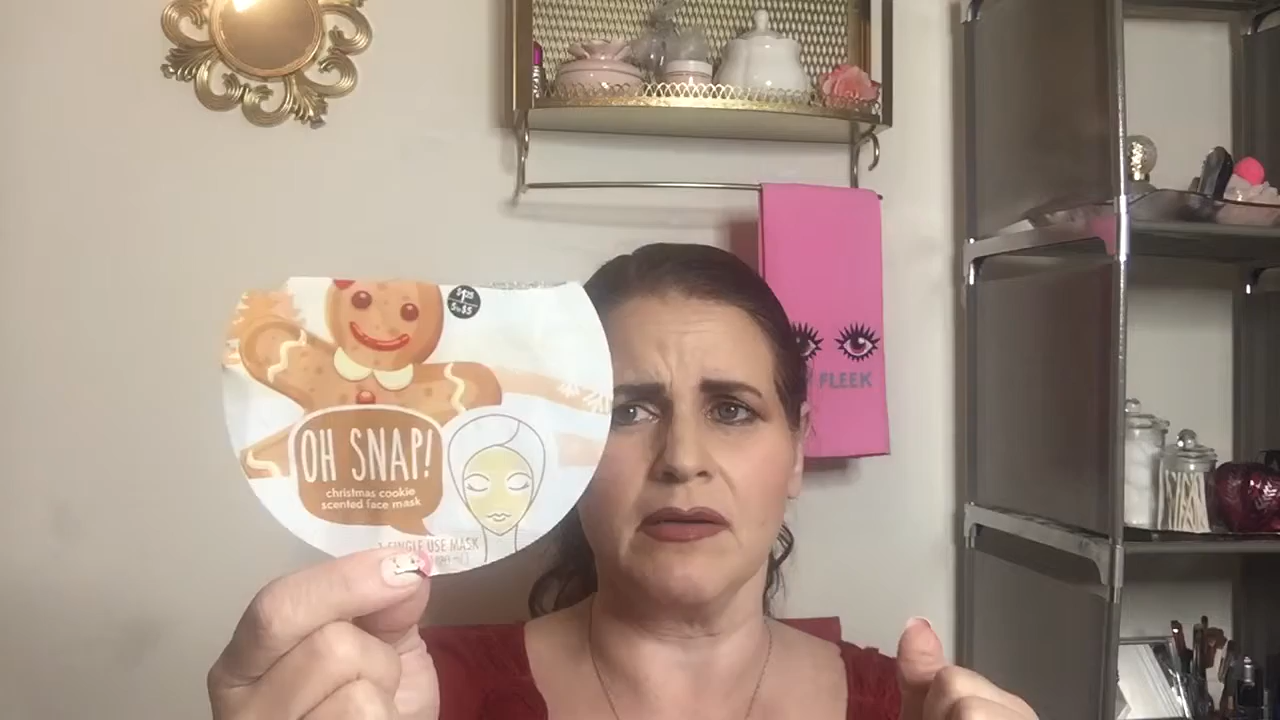 $1.25
5 for $5
FLEEK
OH SNAP!
christmas cookie
scented face mask
1 SINGLE USE MASK